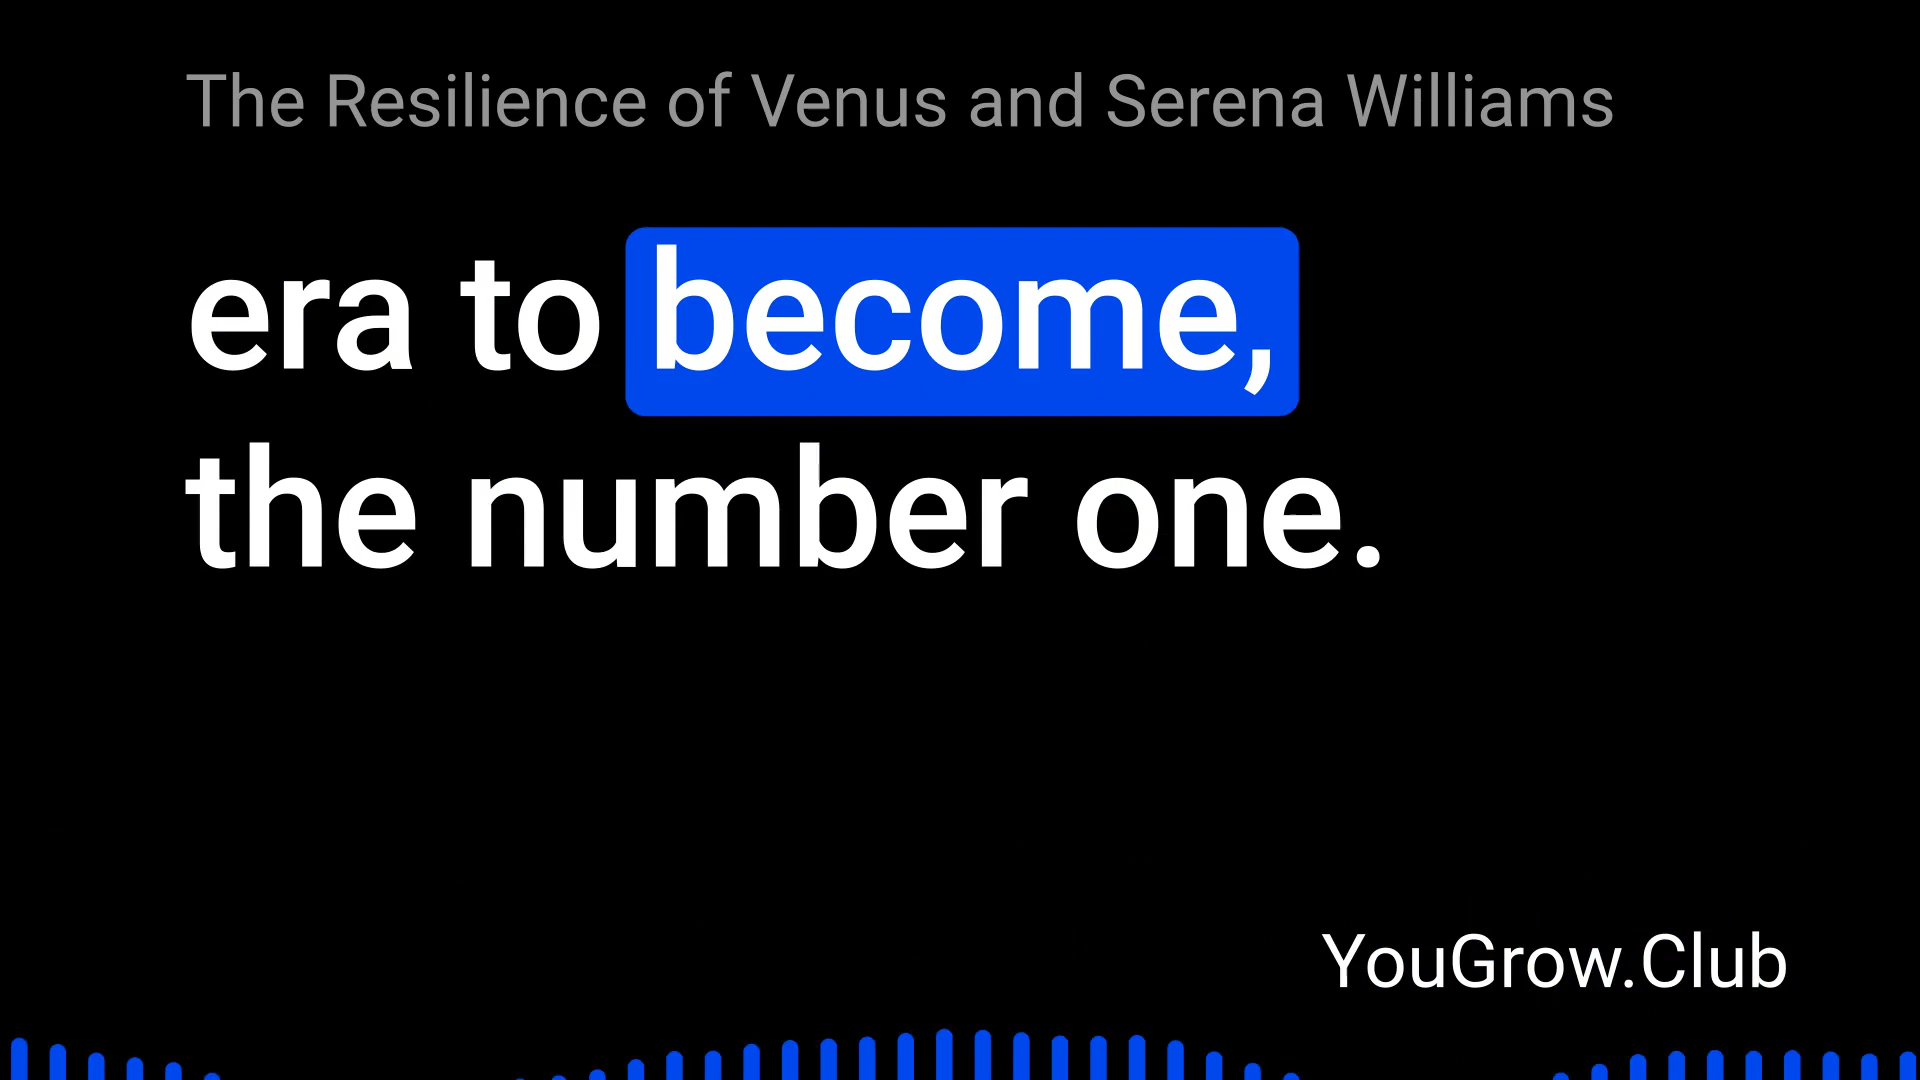 The Resilience of Venus and Serena Williams
era to become,
the number one.
YouGrow.Club